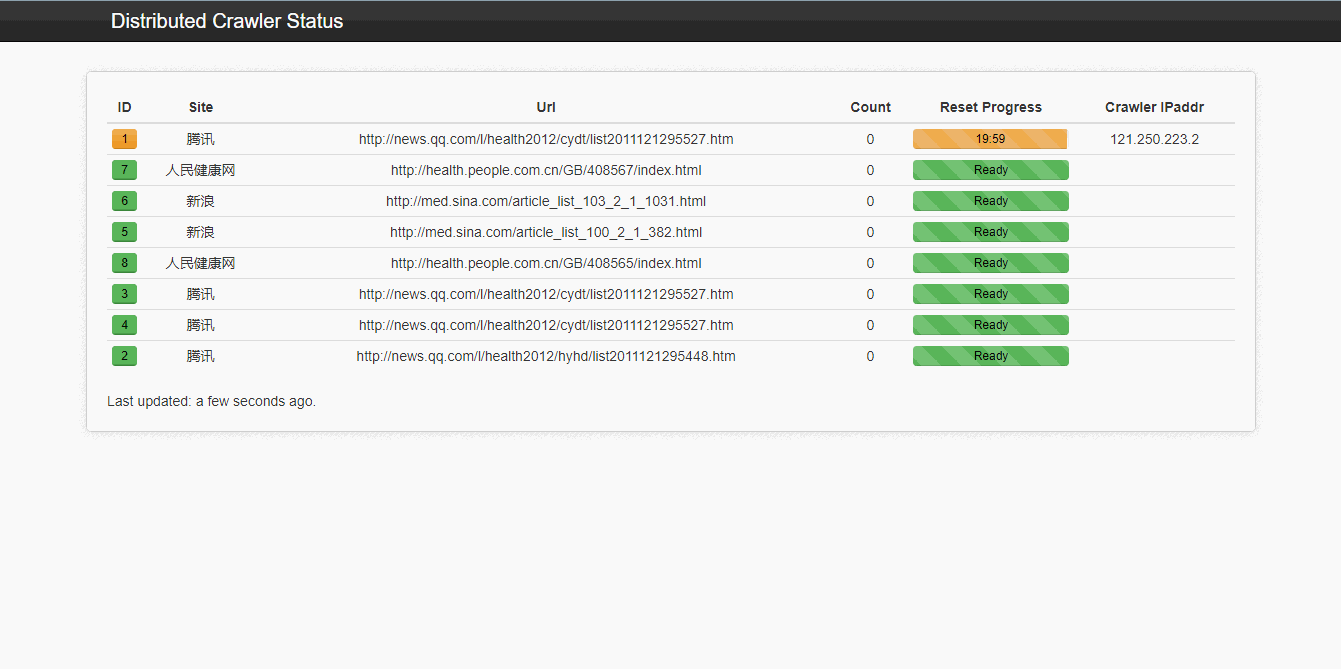 Distributed Crawler Status
ID Site Url Count Reset Progress Crawler IPaddr
1 腾讯 http://news.qq.com/l/health2012/cydt/list2011121295527.htm 0 19:59 121.250.223.2
7 人民健康网 http://health.people.com.cn/GB/408567/index.html 0 Ready
6 新浪 http://med.sina.com/article_list_103_2_1_1031.html 0 Ready
5 新浪 http://med.sina.com/article_list_100_2_1_382.html 0 Ready
8 人民健康网 http://health.people.com.cn/GB/408565/index.html 0 Ready
3 腾讯 http://news.qq.com/l/health2012/cydt/list2011121295527.htm 0 Ready
4 腾讯 http://news.qq.com/l/health2012/cydt/list2011121295527.htm 0 Ready
2 腾讯 http://news.qq.com/l/health2012/hyhd/list2011121295448.htm 0 Ready
Last updated: a few seconds ago.